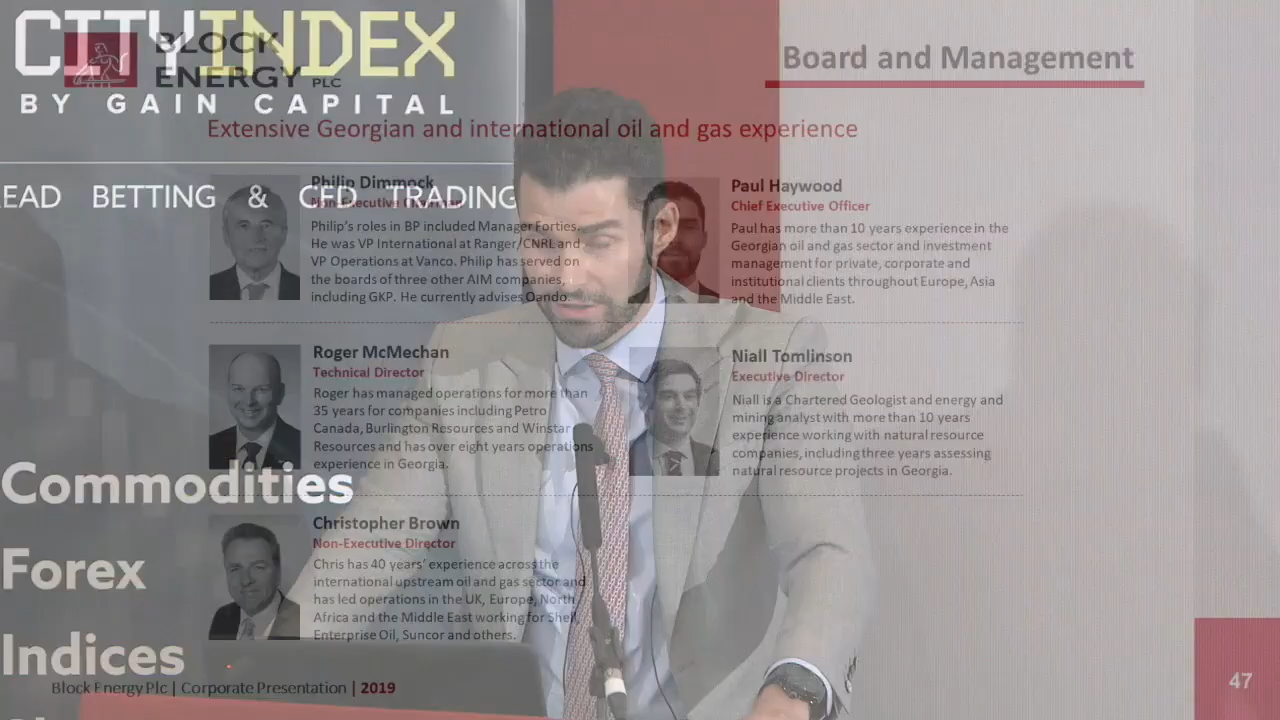 CITY INDEX
BY GAIN CAPITAL
EAD BETTING & CFD TRADING
Commodities
Forex
Indices
BLOCK
ENERGY PLC
Board and Management
Extensive Georgian and international oil and gas experience
Philip Dimmock
Non-Executive Chairman
Philip's roles in BP included Manager Forties.
He was VP International at Ranger/CNRL and
VP Operations at Vanco. Philip has served on
the boards of three other AIM companies,
including GKP. He currently advises Oando.
Paul Haywood
Chief Executive Officer
Paul has more than 10 years experience in the
Georgian oil and gas sector and investment
management for private, corporate and
institutional clients throughout Europe, Asia
and the Middle East.
Roger McMechan
Technical Director
Roger has managed operations for more than
35 years for companies including Petro
Canada, Burlington Resources and Winstar
Resources and has over eight years operations
experience in Georgia.
Niall Tomlinson
Executive Director
Niall is a Chartered Geologist and energy and
mining analyst with more than 10 years
experience working with natural resource
companies, including three years assessing
natural resource projects in Georgia.
Christopher Brown
Non-Executive Director
Chris has 40 years' experience across the
international upstream oil and gas sector and
has led operations in the UK, Europe, North
Africa and the Middle East working for Shell,
Enterprise Oil, Suncor and others.
Block Energy Plc | Corporate Presentation | 2019
47